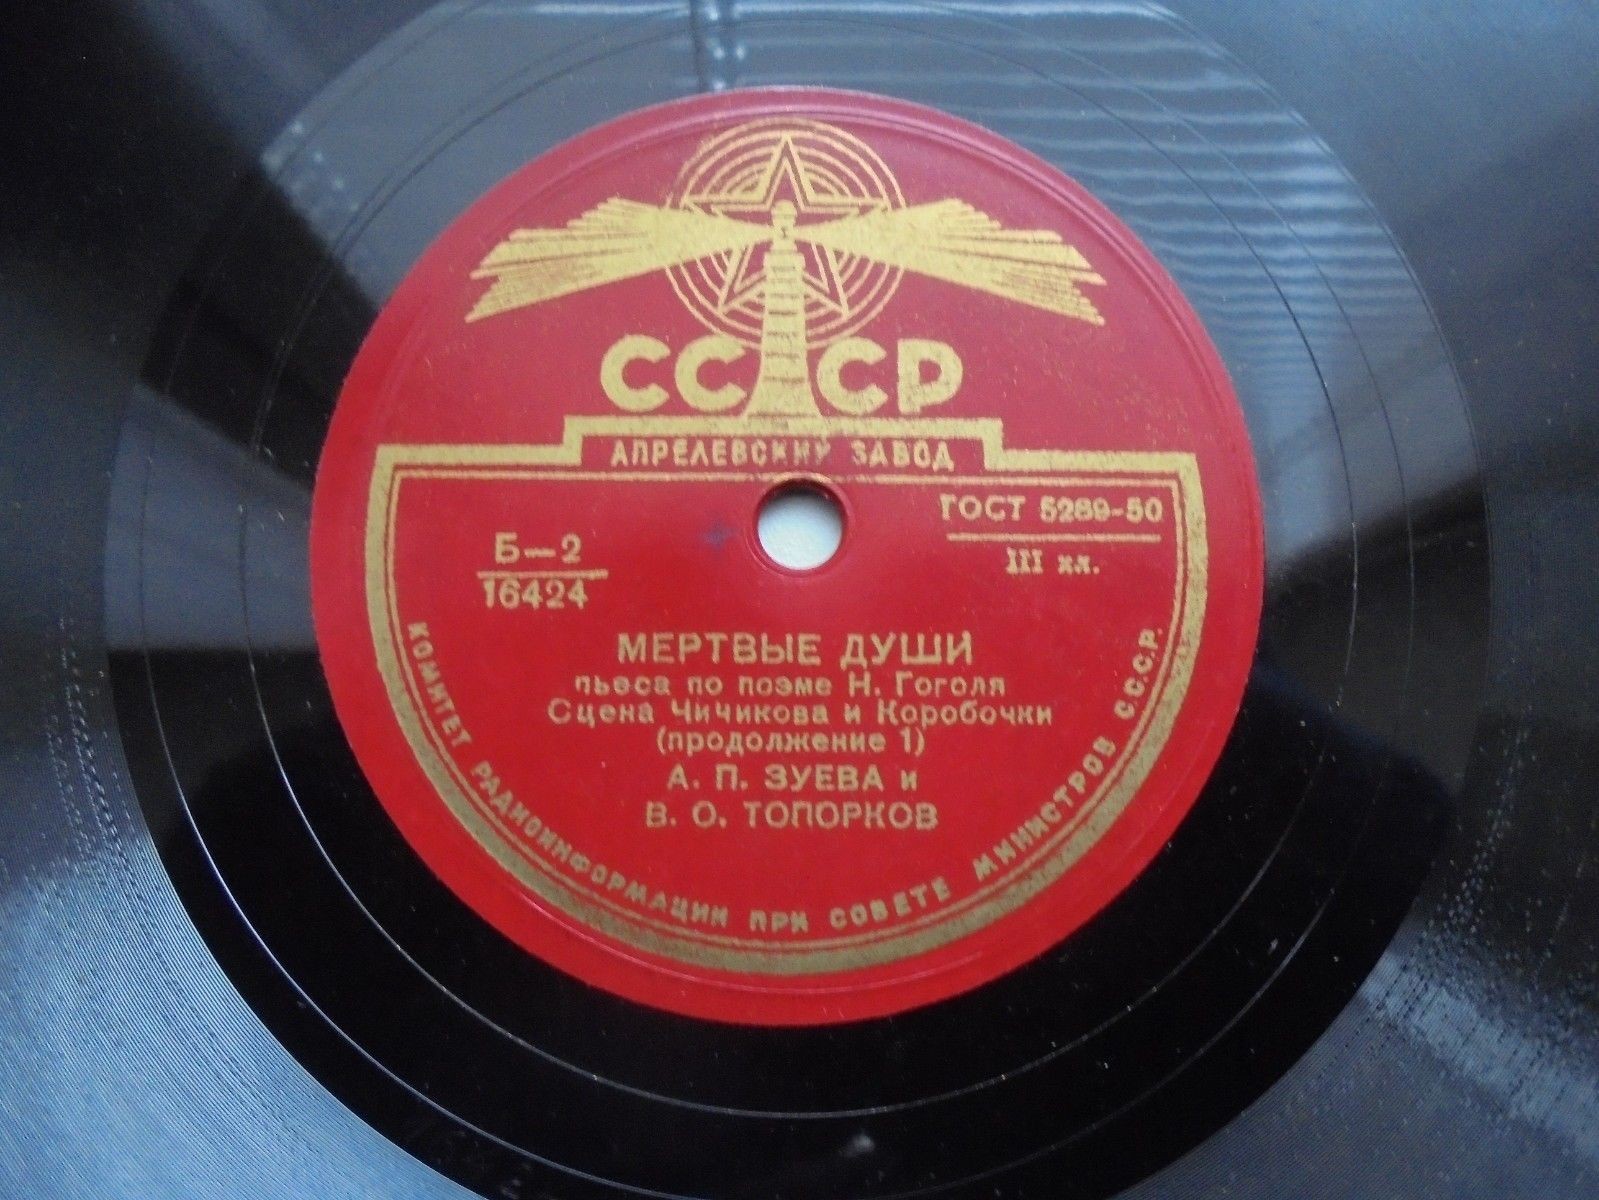 СССР
АПРЕЛЕВСКИЙ ЗАВОД
ГОСТ 5289-50
III кл.
Б-2
16424
МЕРТВЫЕ ДУШИ
пьеса по поэме Н. Гоголя
Сцена Чичикова и Коробочки
(продолжение 1)
А. П. ЗУЕВА и
В. О. ТОПОРКОВ
КОМИТЕТ РАДИОИНФОРМАЦИИ ПРИ СОВЕТЕ МИНИСТРОВ С.С.С.Р.